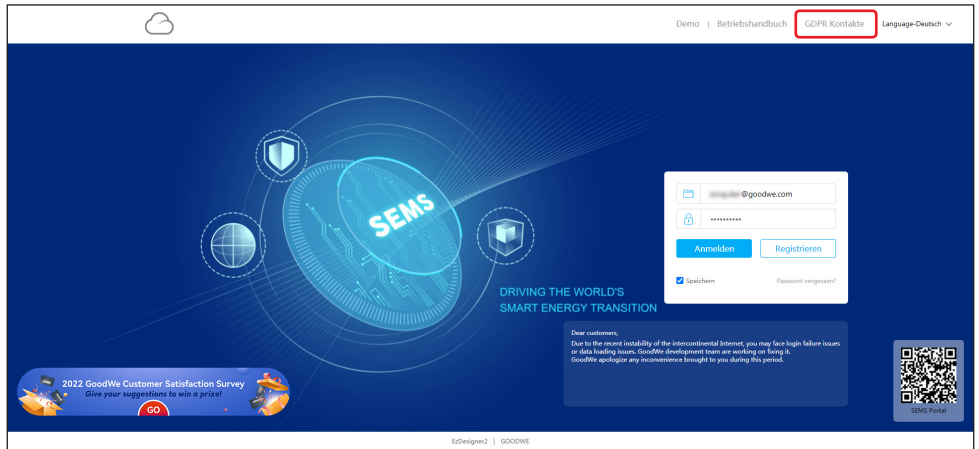 Demo | Betriebshandbuch GDPR Kontakte Language-Deutsch
SEMS
@goodwe.com
Anmelden Registrieren
Speichern Passwort vergessen?
DRIVING THE WORLD'S
SMART ENERGY TRANSITION
Dear customers,
Due to the recent instability of the intercontinental Internet, you may face login failure issues
or data loading issues. GoodWe development team are working on fixing it.
GoodWe apologize any inconvenience brought to you during this period.
2022 GoodWe Customer Satisfaction Survey
Give your suggestions to win a prize!
GO
SEMS Portal
EzDesigner2 | GOODWE